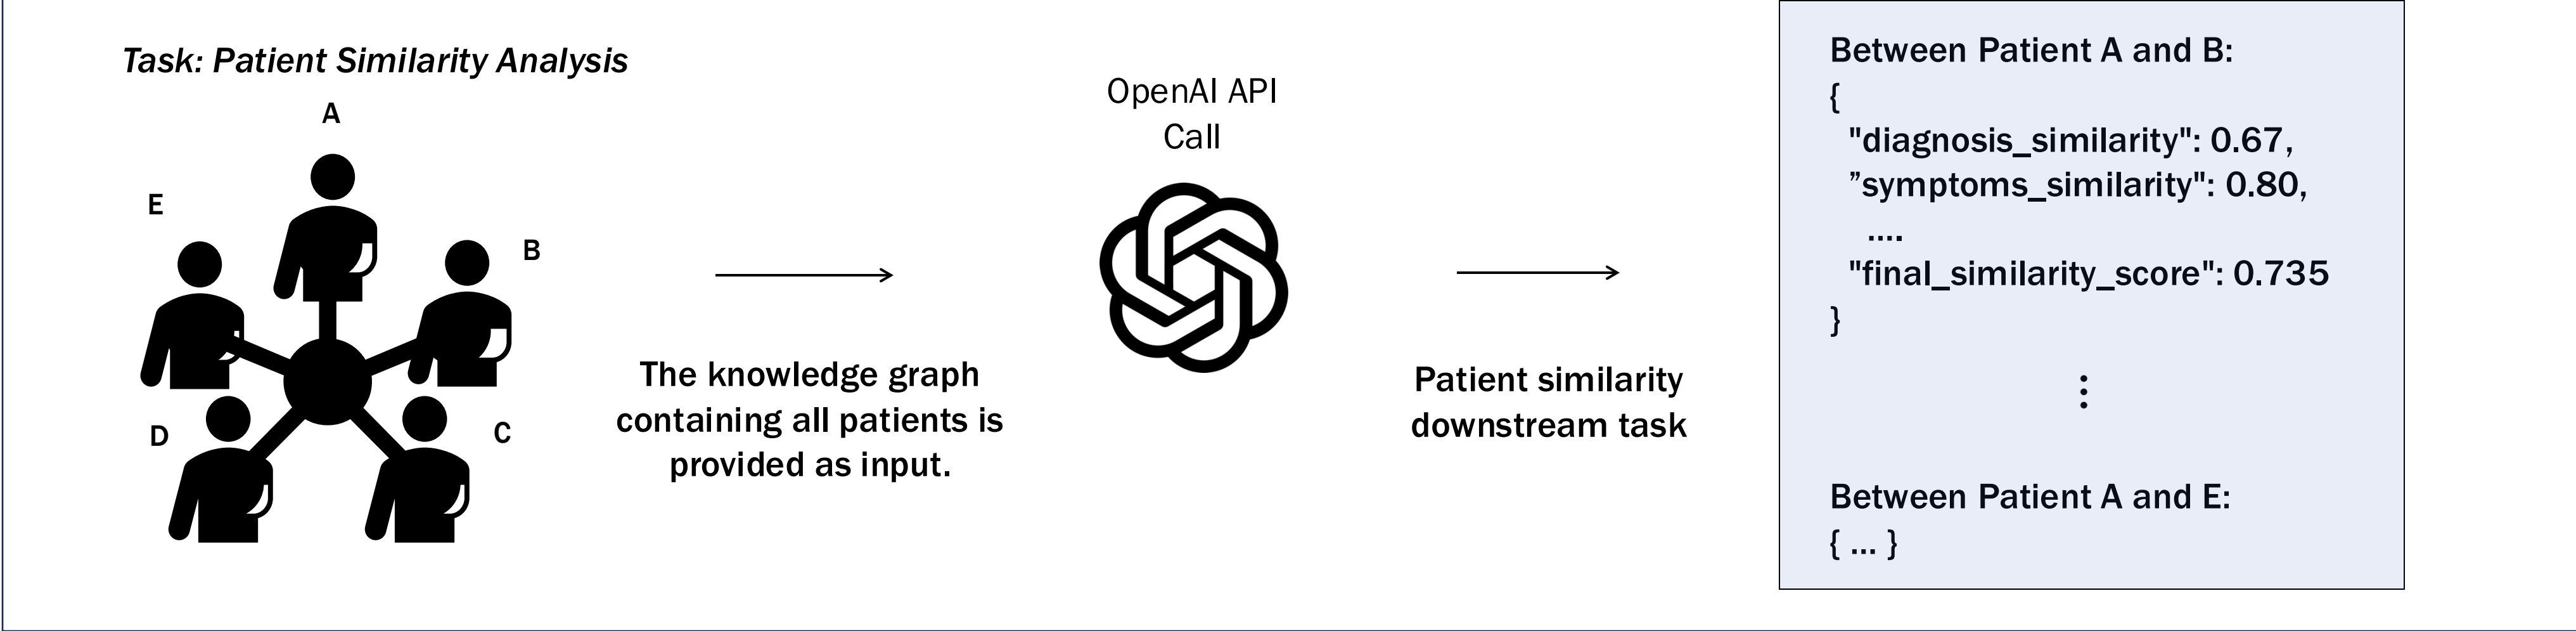 Task: Patient Similarity Analysis
A
E
B
D
C
The knowledge graph
containing all patients is
provided as input.
OpenAI API
Call
Patient similarity
downstream task
Between Patient A and B:
{
"diagnosis_similarity": 0.67,
”symptoms_similarity": 0.80,
....
"final_similarity_score": 0.735
}
⋮
Between Patient A and E:
{ ... }